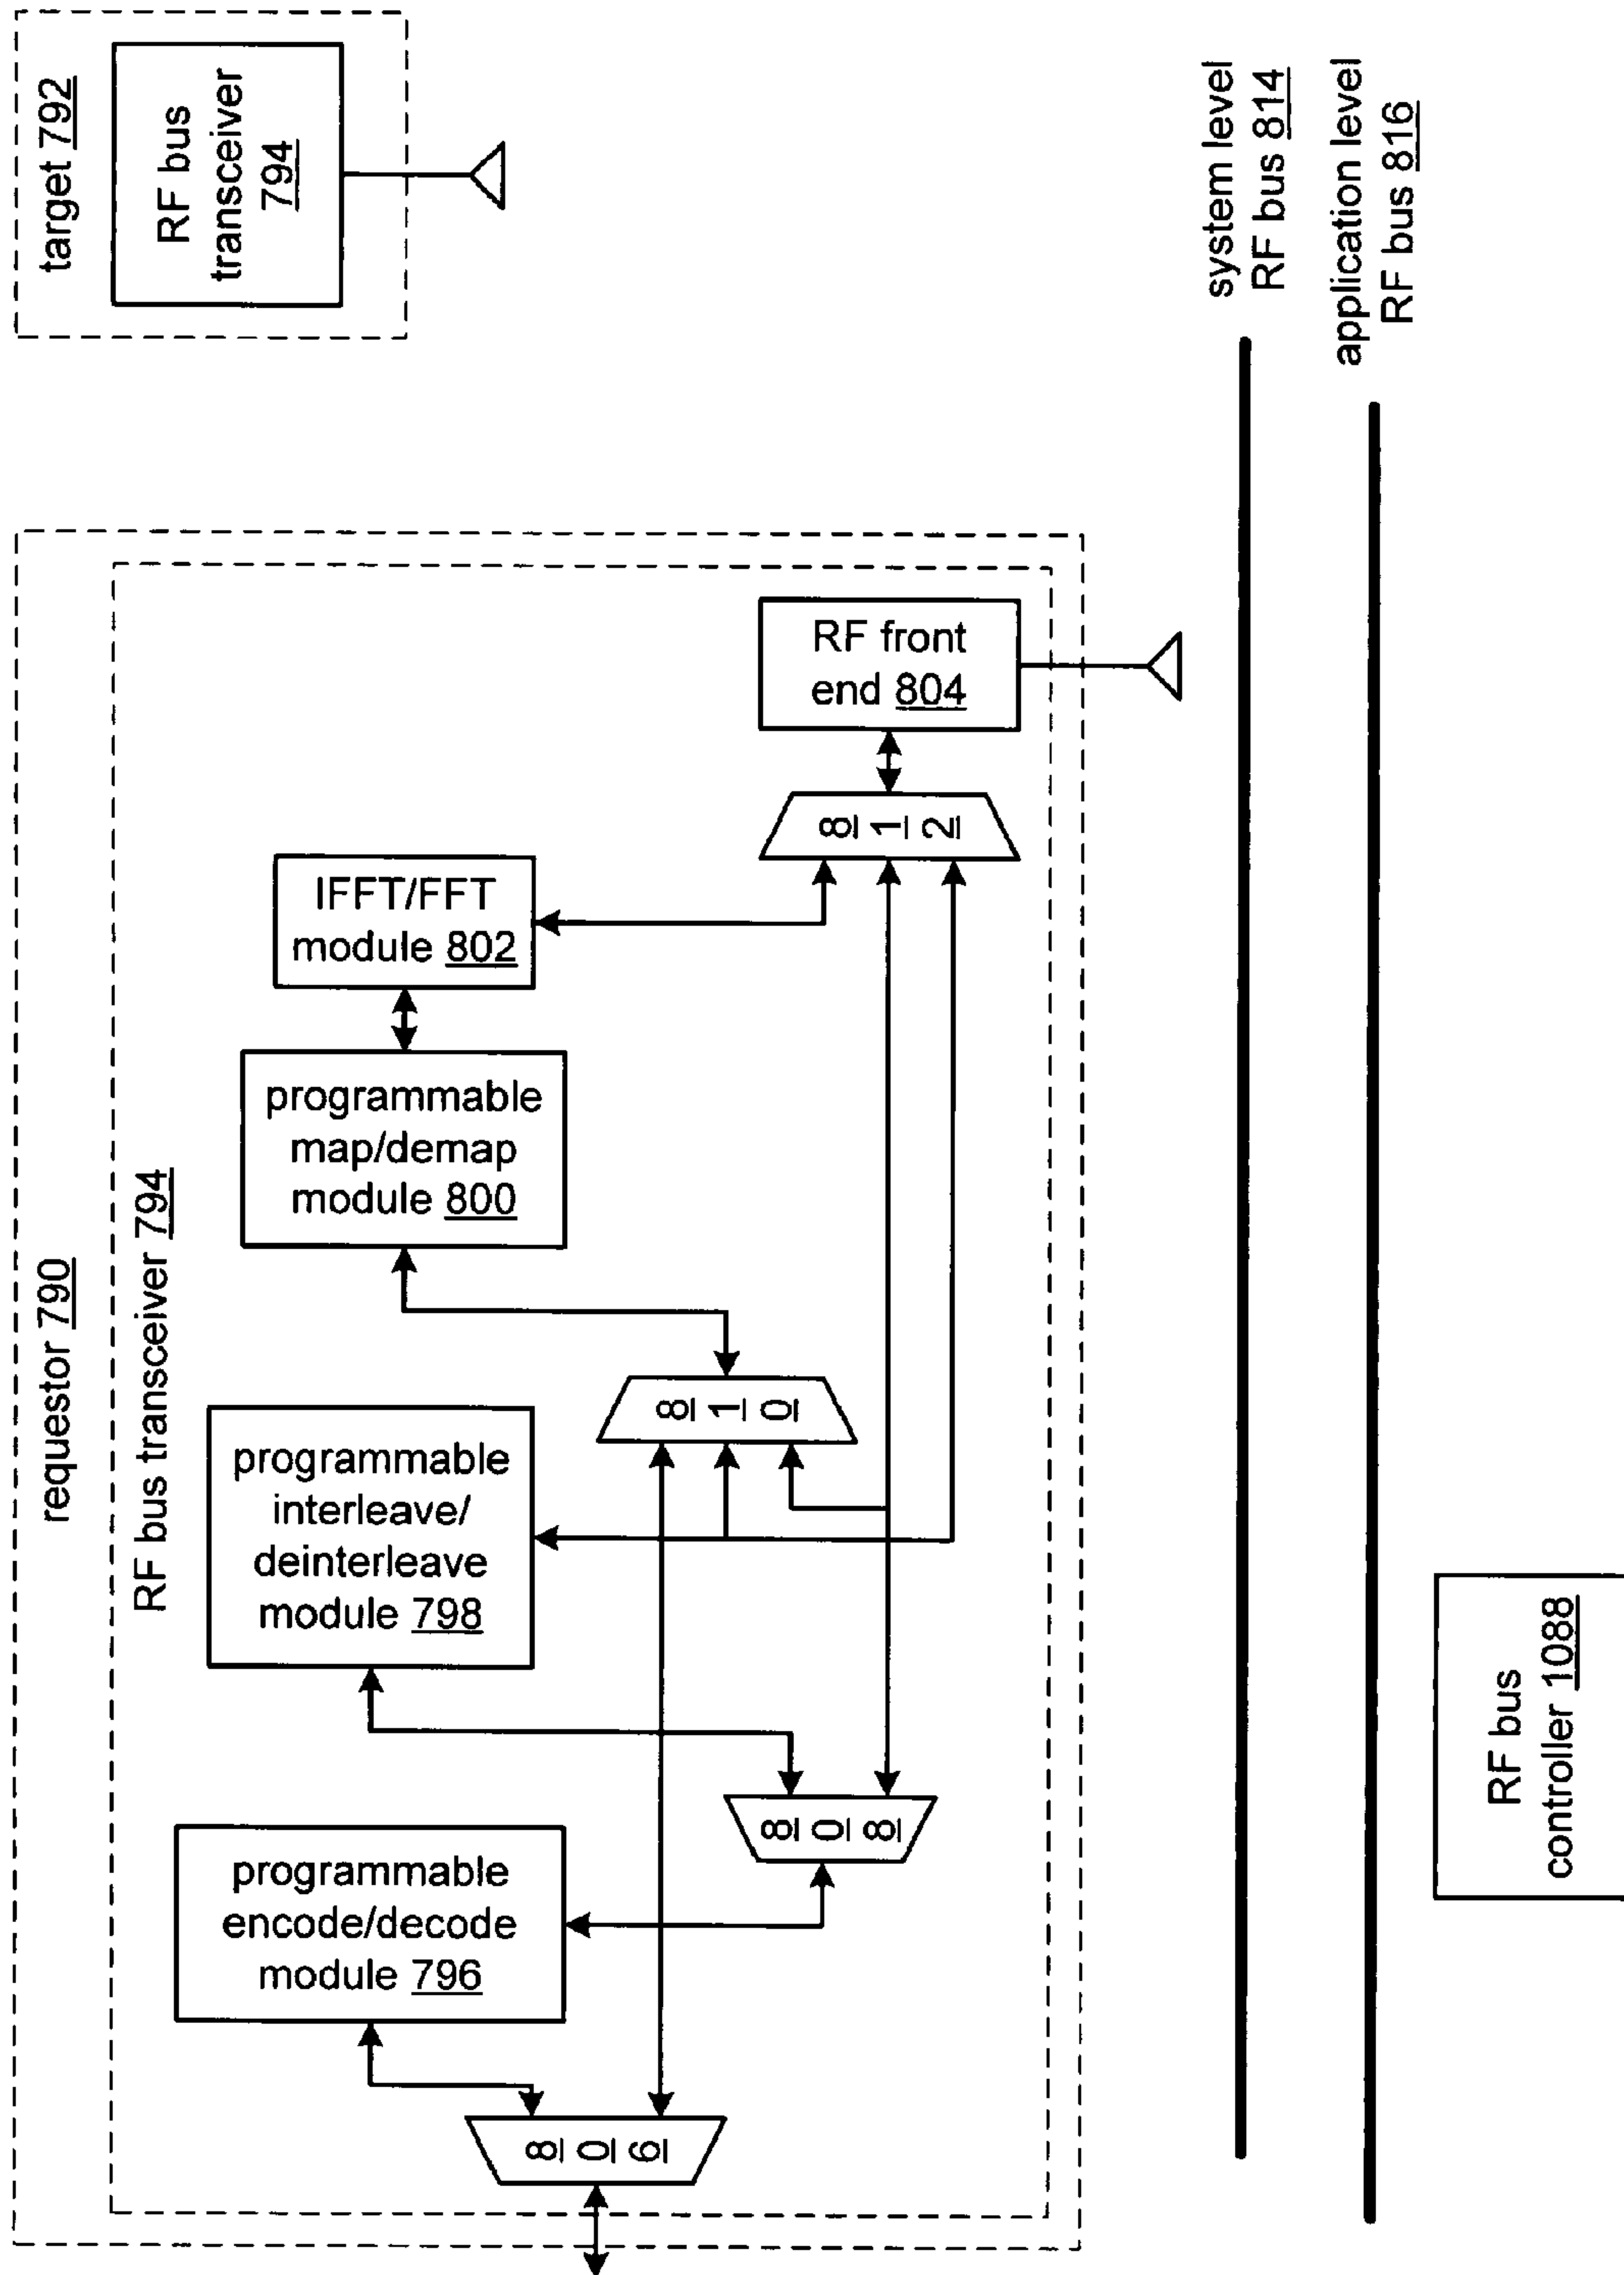 requestor 790
RF bus transceiver 794
programmable
encode/decode
module 796
programmable
interleave/
deinterleave
module 798
programmable
map/demap
module 800
IFFT/FFT
module 802
RF front
end 804
806
808
810
812
target 792
RF bus
transceiver
794
system level
RF bus 814
application level
RF bus 816
RF bus
controller 1088